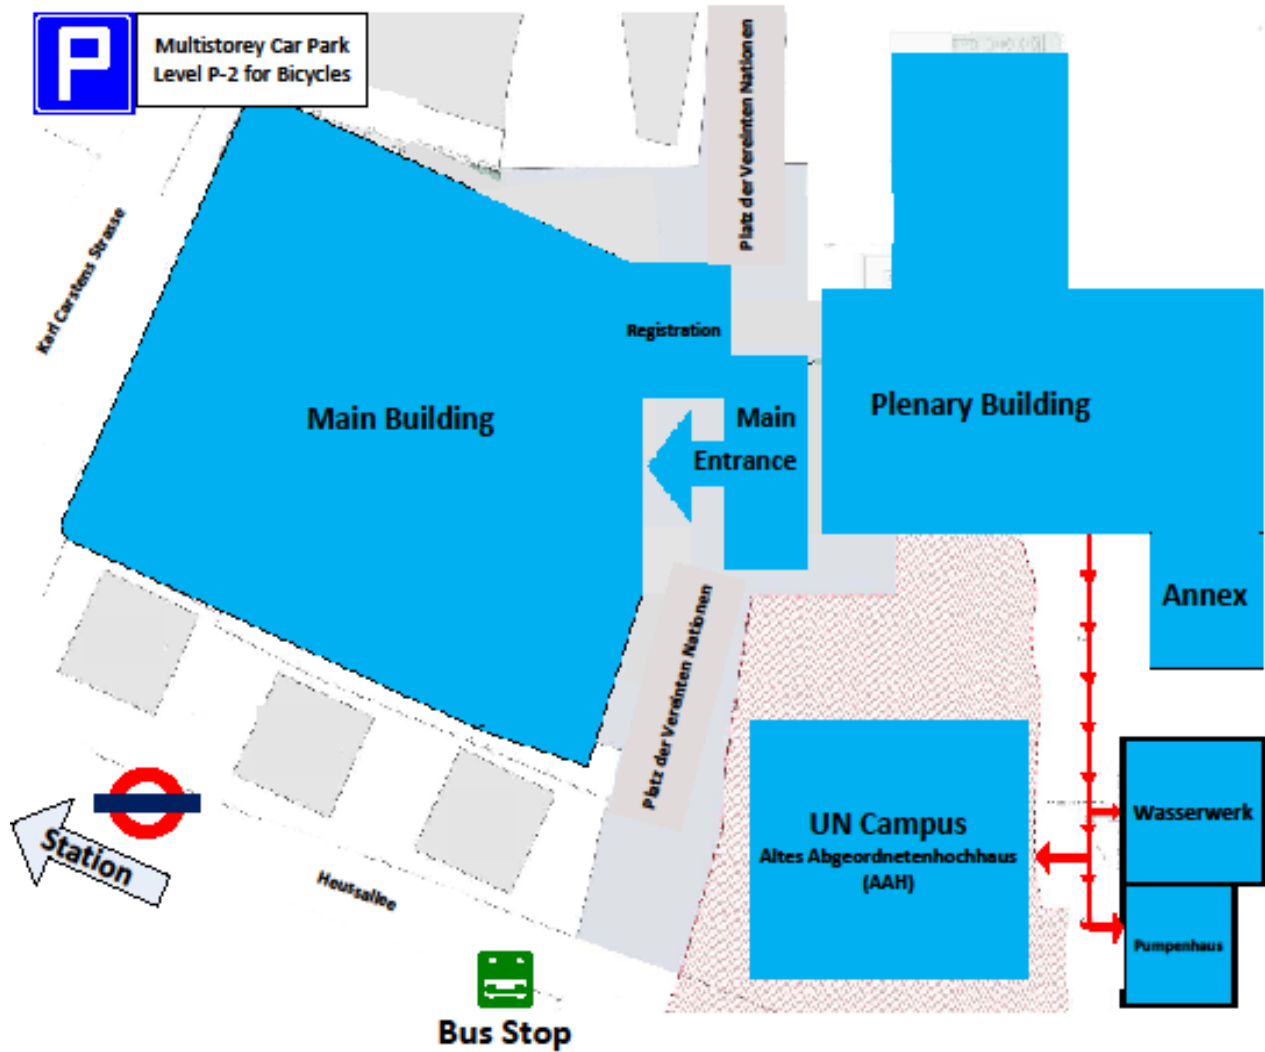 P
Multistorey Car Park
Level P-2 for Bicycles
Platz der Vereinten Nationen
Karl Carstens Strasse
Registration
Main Building
Main
Entrance
Plenary Building
Annex
Platz der Vereinten Nationen
UN Campus
Altes Abgeordnetenhochhaus
(AAH)
Wasserwerk
Pumpenhaus
Station
Heussallee
Bus Stop